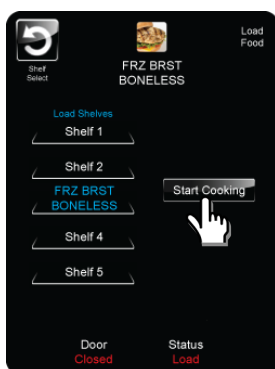 Load
Food
Shelf
Select
FRZ BRST
BONELESS
Load Shelves
Shelf 1
Shelf 2
FRZ BRST
BONELESS
Start Cooking
Shelf 4
Shelf 5
Door
Status
Closed
Load